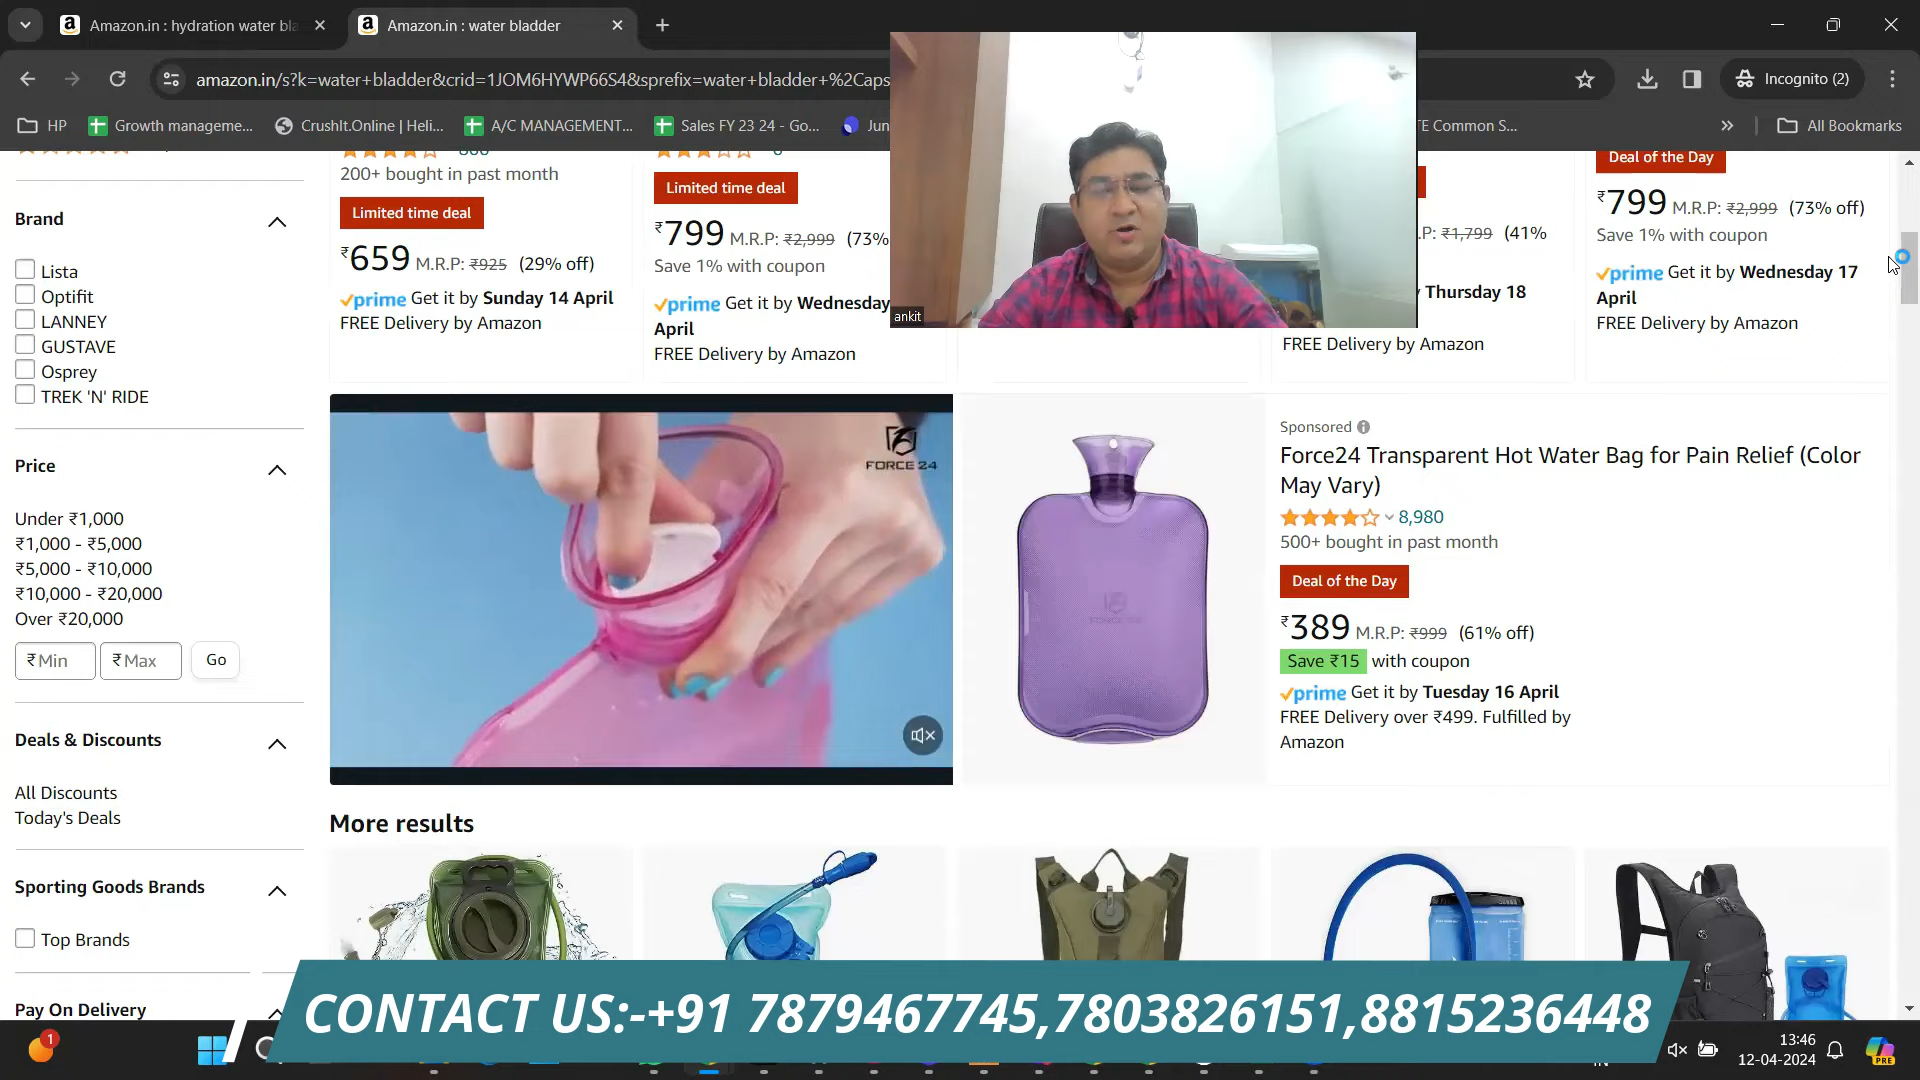 Amazon.in : hydration water bla
Amazon.in : water bladder
amazon.in/s?k=water+bladder&crid=1JOM6HYWP66S4&sprefix=water+bladder+%2Caps
Incognito (2)
HP
Growth manageme...
CrushIt.Online | Heli...
A/C MANAGEMENT...
Sales FY 23 24 - Go...
Jun
TE Common S...
All Bookmarks
Brand
Lista
Optifit
LANNEY
GUSTAVE
Osprey
TREK 'N' RIDE
Price
Under ₹1,000
₹1,000 - ₹5,000
₹5,000 - ₹10,000
₹10,000 - ₹20,000
Over ₹20,000
₹ Min
₹ Max
Go
Deals & Discounts
All Discounts
Today's Deals
Sporting Goods Brands
Top Brands
Pay On Delivery
200+ bought in past month
Limited time deal
₹659 M.R.P: ₹925 (29% off)
prime Get it by Sunday 14 April
FREE Delivery by Amazon
Limited time deal
₹799 M.R.P: ₹2,999 (73%
Save 1% with coupon
prime Get it by Wednesday
April
FREE Delivery by Amazon
ankit
.P: ₹1,799 (41%
Thursday 18
FREE Delivery by Amazon
Deal of the Day
₹799 M.R.P: ₹2,999 (73% off)
Save 1% with coupon
prime Get it by Wednesday 17
April
FREE Delivery by Amazon
FORCE 24
Sponsored
Force24 Transparent Hot Water Bag for Pain Relief (Color
May Vary)
8,980
500+ bought in past month
Deal of the Day
₹389 M.R.P: ₹999 (61% off)
Save ₹15 with coupon
prime Get it by Tuesday 16 April
FREE Delivery over ₹499. Fulfilled by
Amazon
More results
CONTACT US:-+91 7879467745,7803826151,8815236448
1
13:46
12-04-2024
PRE